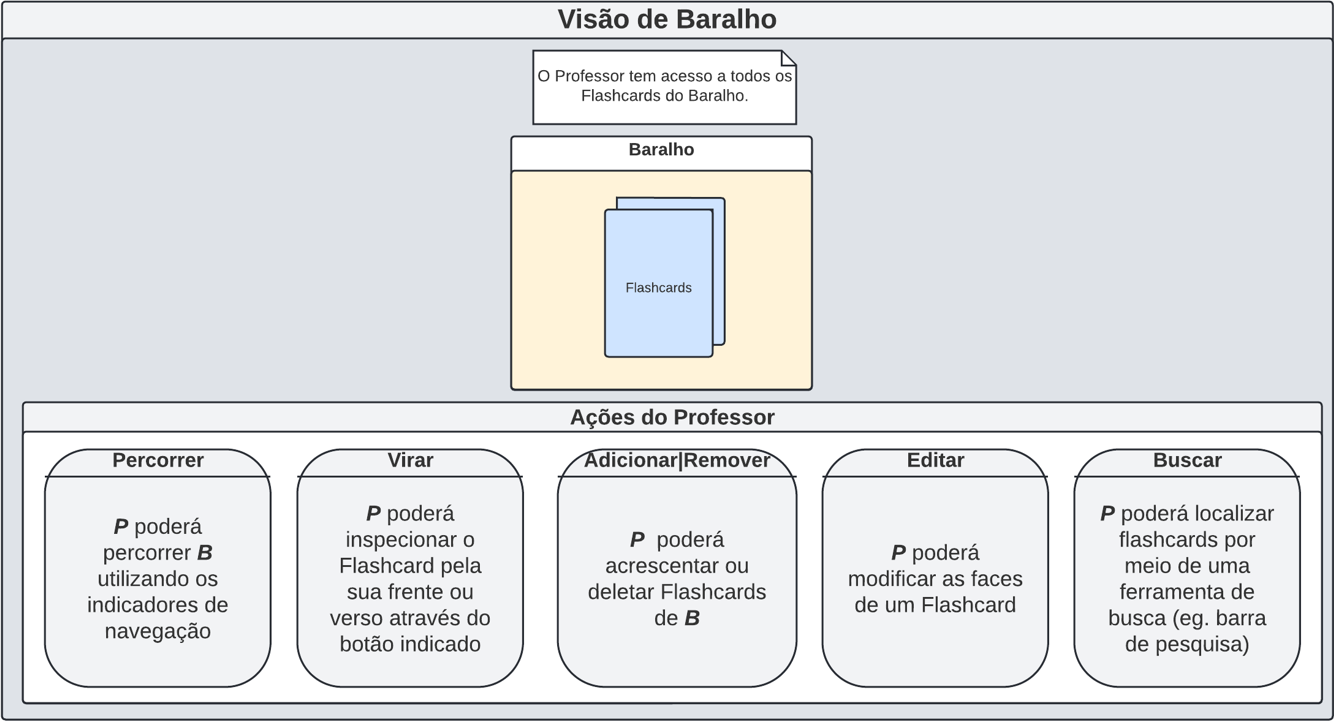 Visão de Baralho
O Professor tem acesso a todos os
Flashcards do Baralho.
Baralho
Flashcards
Ações do Professor
Percorrer
P poderá
percorrer B
utilizando os
indicadores de
navegação
Virar
P poderá
inspecionar o
Flashcard pela
sua frente ou
verso através do
botão indicado
Adicionar|Remover
P poderá
acrescentar ou
deletar Flashcards
de B
Editar
P poderá
modificar as faces
de um Flashcard
Buscar
P poderá localizar
flashcards por
meio de uma
ferramenta de
busca (eg. barra
de pesquisa)